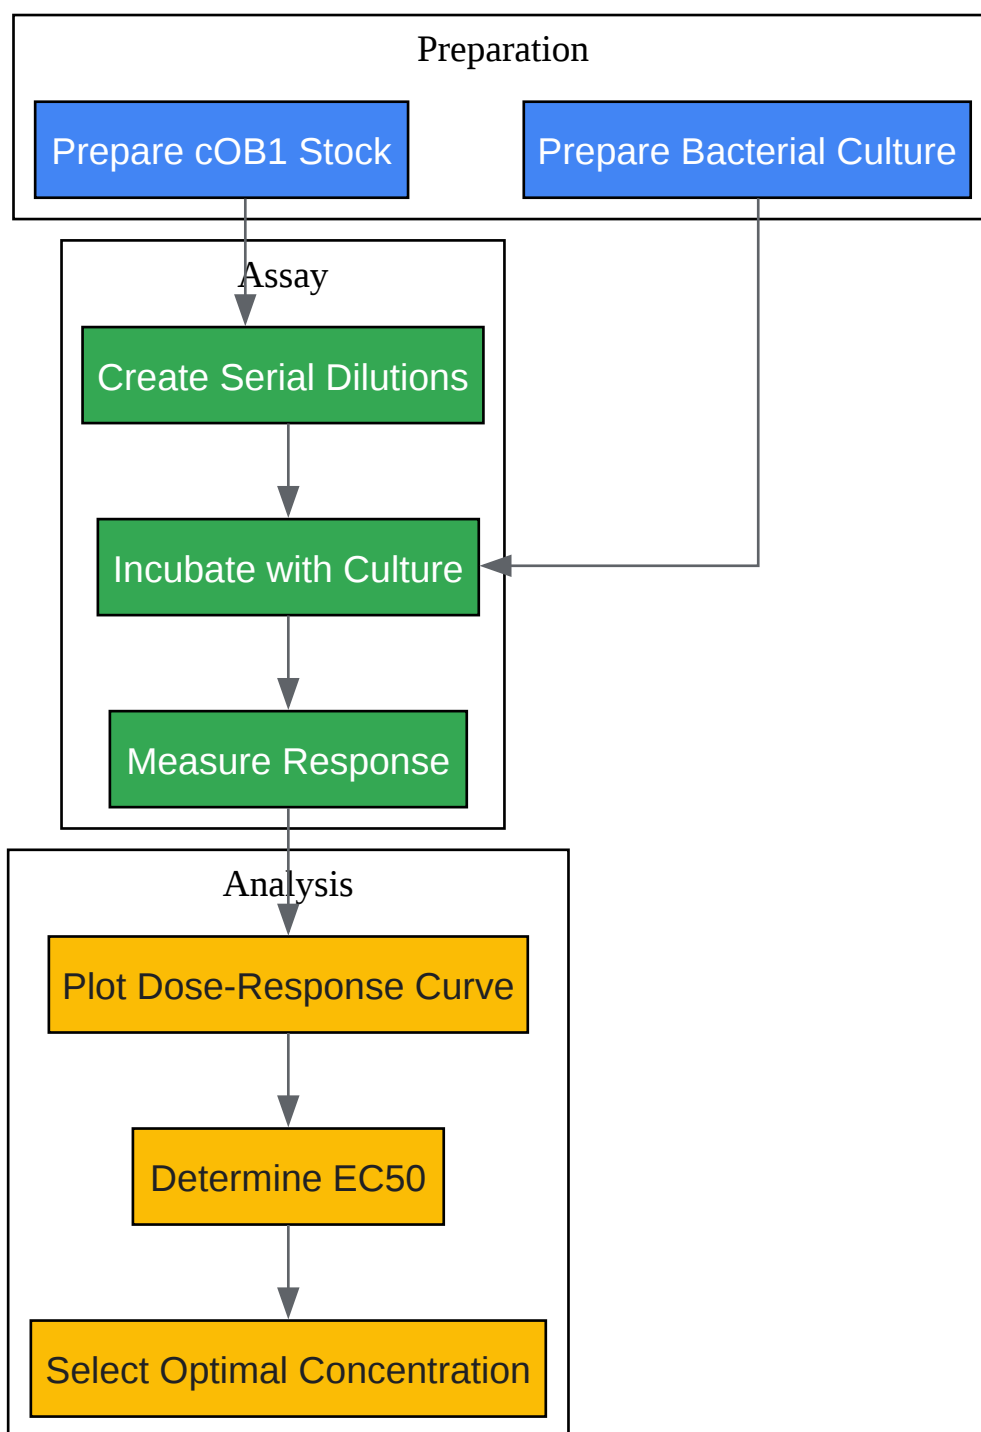 Preparation
Prepare cOB1 Stock
Prepare Bacterial Culture
Assay
Create Serial Dilutions
Incubate with Culture
Measure Response
Analysis
Plot Dose-Response Curve
Determine EC50
Select Optimal Concentration